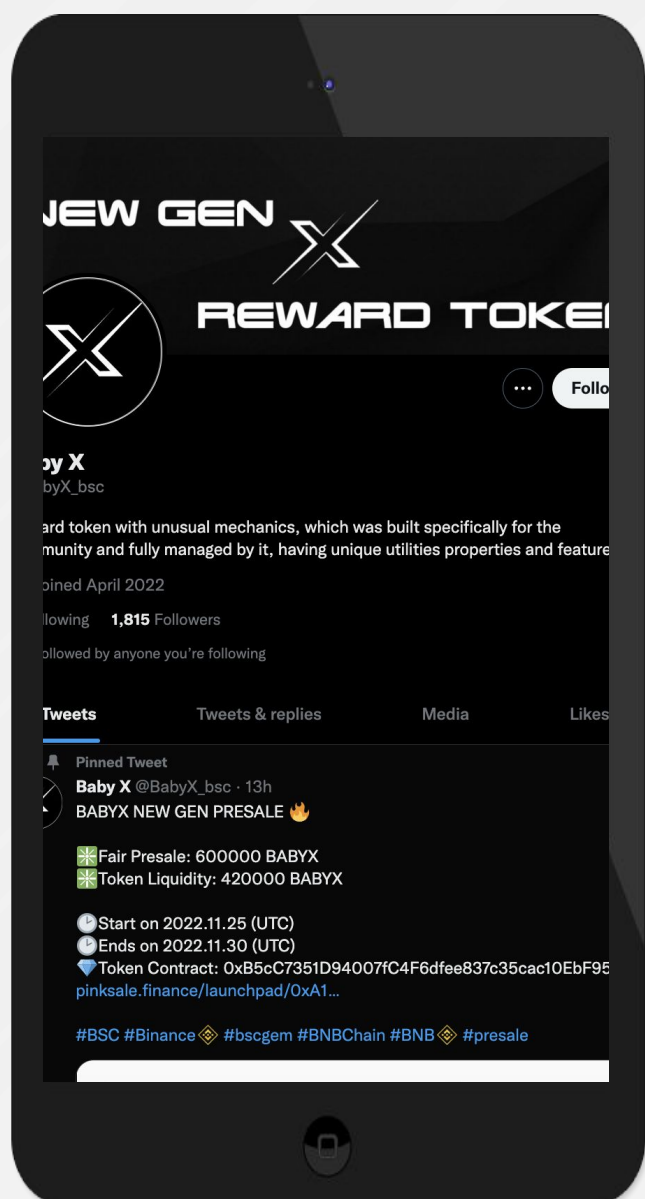 NEW GEN
X
REWARD TOKE
by X
byX_bsc
ard token with unusual mechanics, which was built specifically for the
munity and fully managed by it, having unique utilities properties and feature
oined April 2022
llowing 1,815 Followers
ollowed by anyone you're following
Tweets Tweets & replies Media Likes
Follo
Pinned Tweet
Baby X @BabyX_bsc · 13h
BABYX NEW GEN PRESALE 🔥
❇️Fair Presale: 600000 BABYX
❇️Token Liquidity: 420000 BABYX
🕑Start on 2022.11.25 (UTC)
🕑Ends on 2022.11.30 (UTC)
💎Token Contract: 0xB5cC7351D94007fC4F6dfee837c35cac10EbF95
pinksale.finance/launchpad/0xA1...
#BSC #Binance #bscgem #BNBChain #BNB #presale